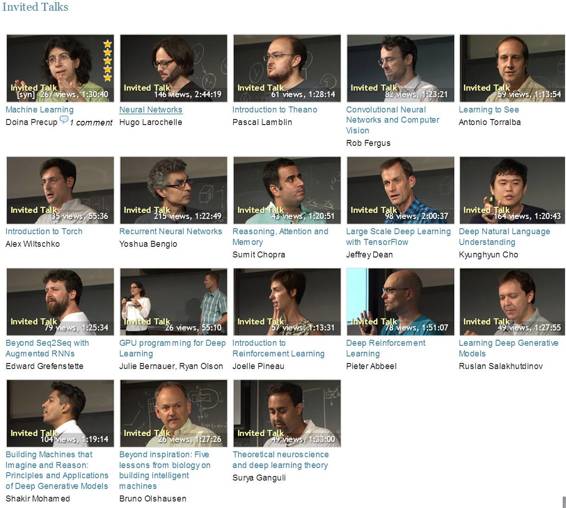 Invited Talks
Invited Talk
[syn] 267 views, 1:30:40
Machine Learning
Doina Precup 1 comment
Invited Talk
146 views, 2:44:19
Neural Networks
Hugo Larochelle
Invited Talk
61 views, 1:28:14
Introduction to Theano
Pascal Lamblin
Invited Talk
82 views, 1:23:21
Convolutional Neural
Networks and Computer
Vision
Rob Fergus
Invited Talk
59 views, 1:13:54
Learning to See
Antonio Torralba
Invited Talk
35 views, 55:36
Introduction to Torch
Alex Wiltschko
Invited Talk
215 views, 1:22:49
Recurrent Neural Networks
Yoshua Bengio
Invited Talk
43 views, 1:20:51
Reasoning, Attention and
Memory
Sumit Chopra
Invited Talk
98 views, 2:00:37
Large Scale Deep Learning
with TensorFlow
Jeffrey Dean
Invited Talk
164 views, 1:20:43
Deep Natural Language
Understanding
Kyunghyun Cho
Invited Talk
79 views, 1:25:34
Beyond Seq2Seq with
Augmented RNNs
Edward Grefenstette
Invited Talk
26 views, 55:10
GPU programming for Deep
Learning
Julie Bernauer, Ryan Olson
Invited Talk
57 views, 1:13:31
Introduction to
Reinforcement Learning
Joelle Pineau
Invited Talk
78 views, 1:51:07
Deep Reinforcement
Learning
Pieter Abbeel
Invited Talk
49 views, 1:27:55
Learning Deep Generative
Models
Ruslan Salakhutdinov
Invited Talk
104 views, 1:19:14
Building Machines that
Imagine and Reason:
Principles and Applications
of Deep Generative Models
Shakir Mohamed
Invited Talk
26 views, 1:27:26
Beyond inspiration: Five
lessons from biology on
building intelligent
machines
Bruno Olshausen
Invited Talk
49 views, 1:33:00
Theoretical neuroscience
and deep learning theory
Surya Ganguli